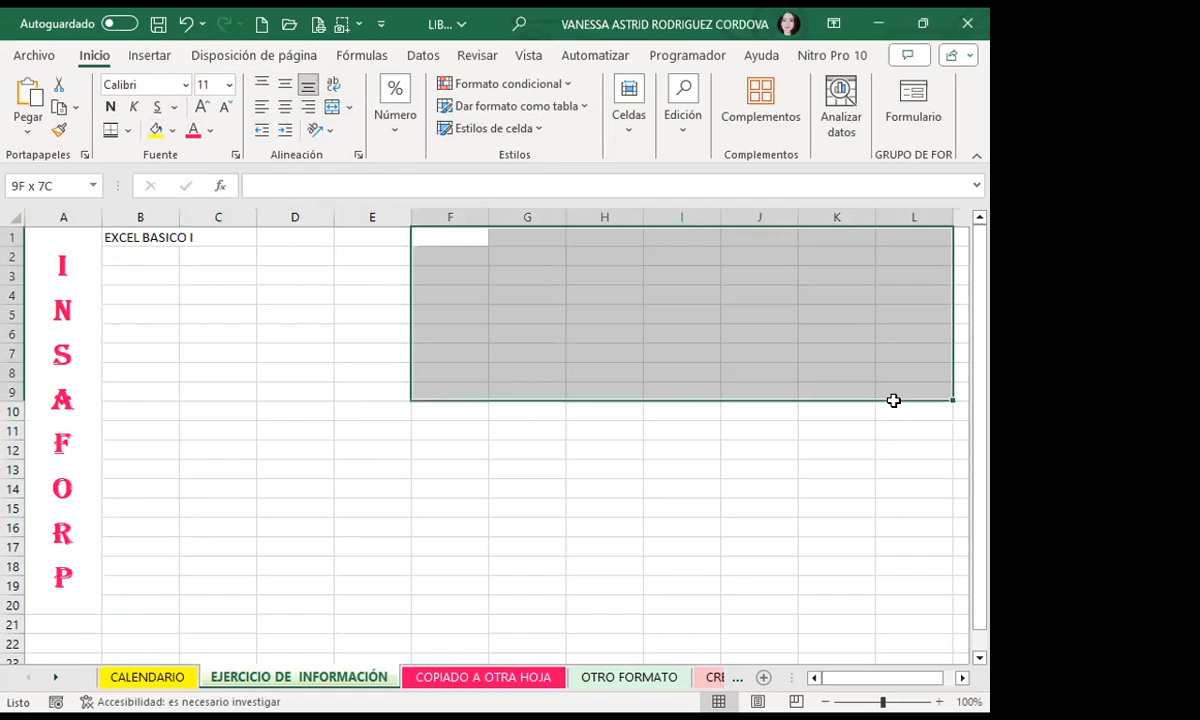 Autoguardado LIB... VANESSA ASTRID RODRIGUEZ CORDOVA
Archivo Inicio Insertar Disposición de página Fórmulas Datos Revisar Vista Automatizar Programador Ayuda Nitro Pro 10
Pegar
Calibri 11
N K S
ab
%
Número
Formato condicional
Dar formato como tabla
Estilos de celda
Celdas
Edición
Complementos
Analizar
datos
Formulario
Portapapeles Fuente Alineación Estilos Complementos GRUPO DE FOR
9F x 7C fx
A B C D E F G H I J K L
1 EXCEL BASICO I
2
3
4
5
6
7
8
9
10
11
12
13
14
15
16
17
18
19
20
21
22
23
I
N
S
A
F
O
R
P
CALENDARIO EJERCICIO DE INFORMACIÓN COPIADO A OTRA HOJA OTRO FORMATO CRE ...
Listo Accesibilidad: es necesario investigar 100%